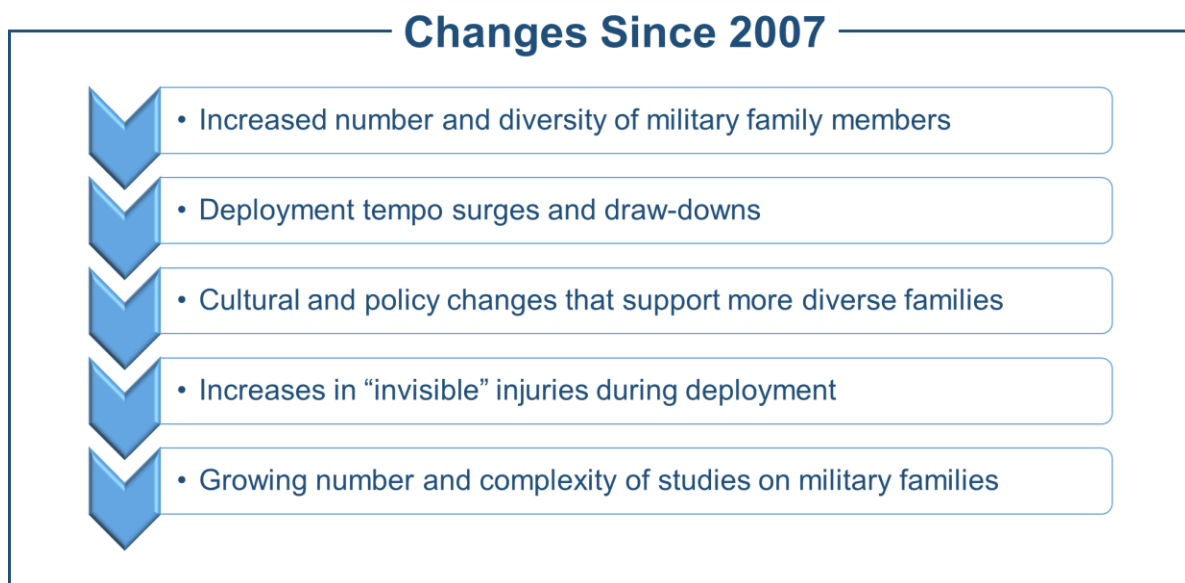 Changes Since 2007
• Increased number and diversity of military family members
• Deployment tempo surges and draw-downs
• Cultural and policy changes that support more diverse families
• Increases in “invisible” injuries during deployment
• Growing number and complexity of studies on military families